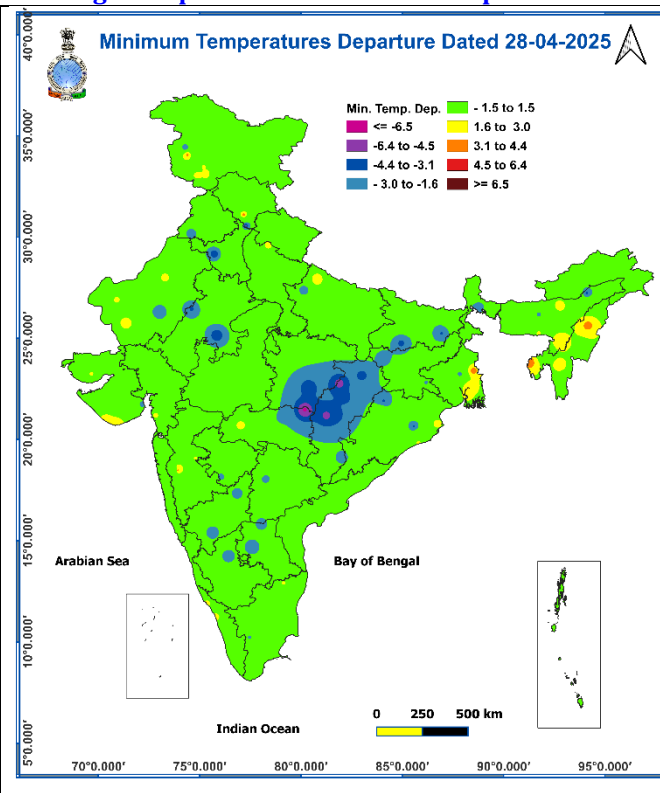 Minimum Temperatures Departure Dated 28-04-2025
Min. Temp. Dep.
<= -6.5
-6.4 to -4.5
-4.4 to -3.1
- 3.0 to -1.6
- 1.5 to 1.5
1.6 to 3.0
3.1 to 4.4
4.5 to 6.4
>= 6.5
40°0.000'
35°0.000'
30°0.000'
25°0.000'
20°0.000'
15°0.000'
10°0.000'
5°0.000'
Arabian Sea
Bay of Bengal
Indian Ocean
0 250 500 km
70°0.000' 75°0.000' 80°0.000' 85°0.000' 90°0.000' 95°0.000'